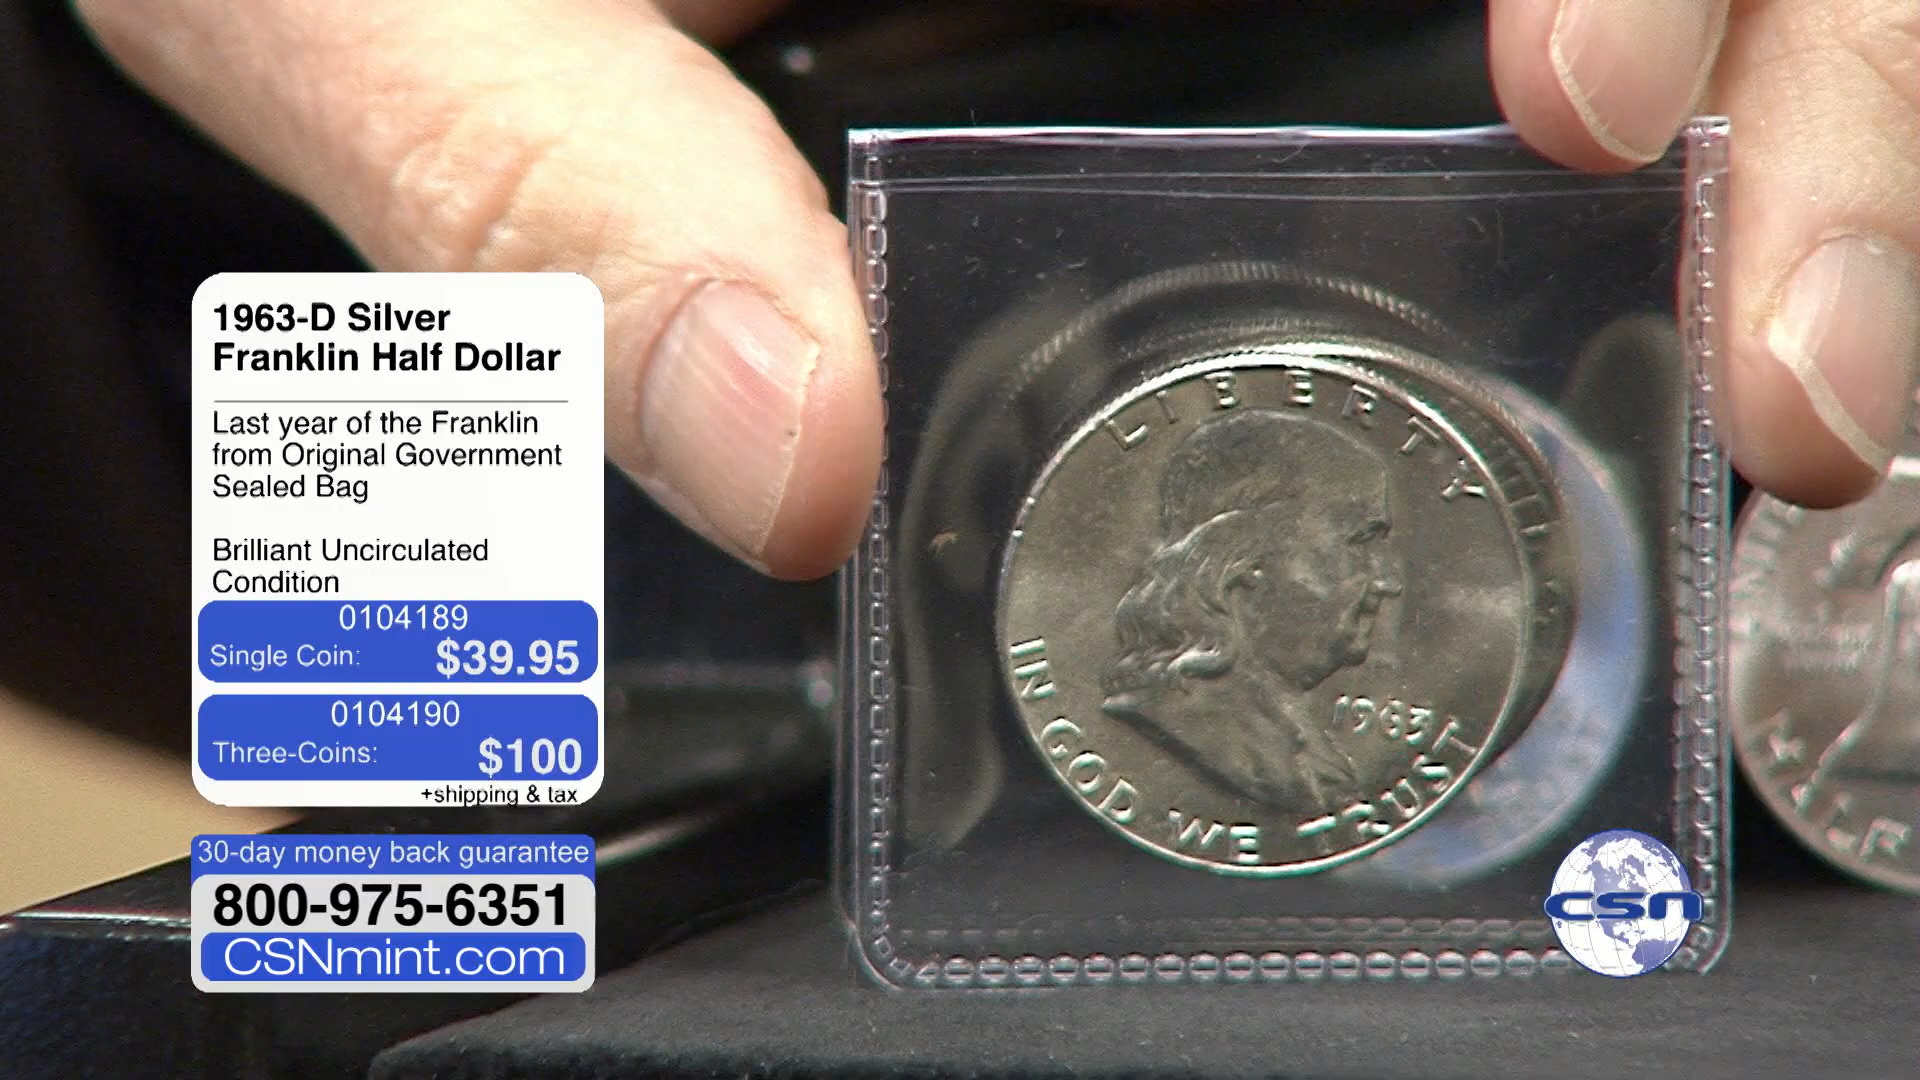 1963-D Silver
Franklin Half Dollar
Last year of the Franklin
from Original Government
Sealed Bag
Brilliant Uncirculated
Condition
0104189
Single Coin: $39.95
0104190
Three-Coins: $100
+shipping & tax
30-day money back guarantee
800-975-6351
CSNmint.com
LIBERTY
IN GOD WE TRUST
1963
HALF
csn